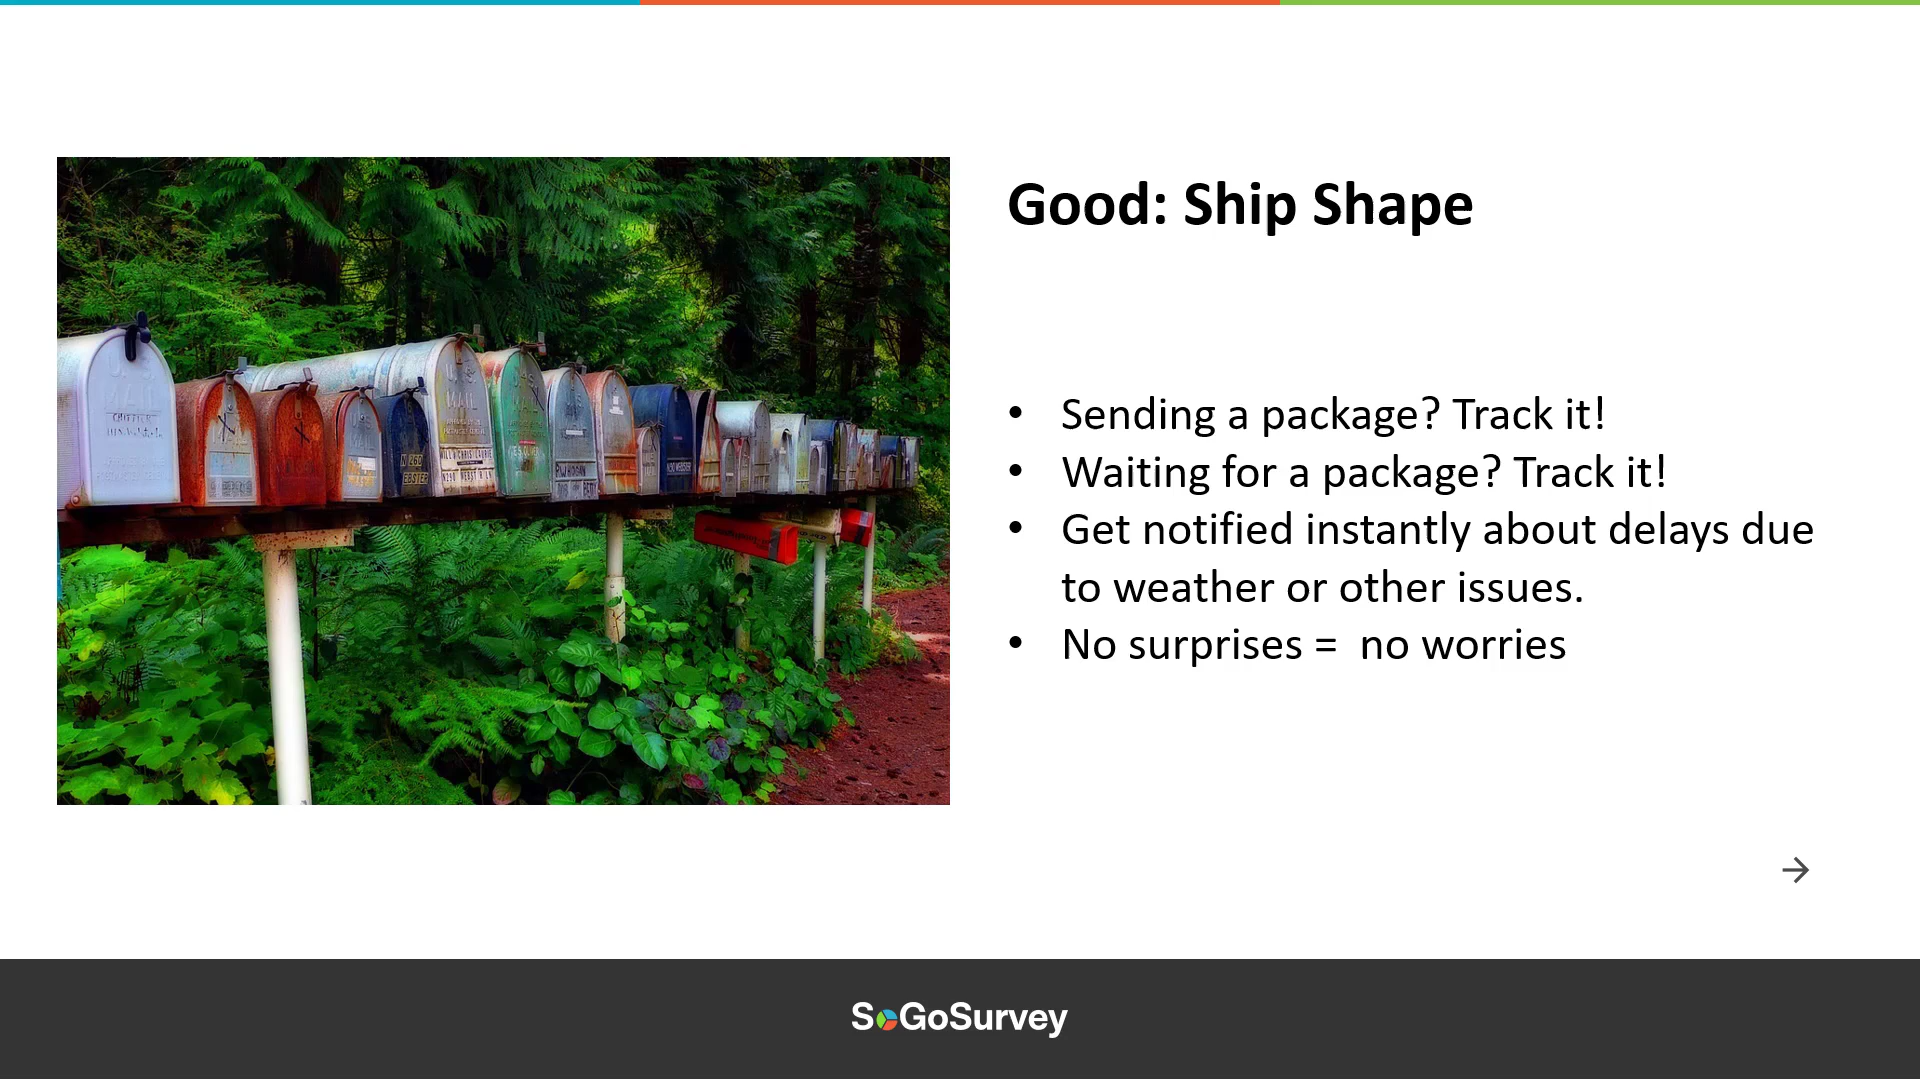 Good: Ship Shape
• Sending a package? Track it!
• Waiting for a package? Track it!
• Get notified instantly about delays due
to weather or other issues.
• No surprises =  no worries
SoGoSurvey